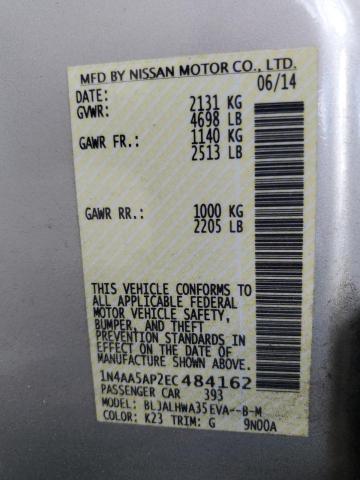 MFD BY NISSAN MOTOR CO., LTD.
DATE: 06/14
GVWR: 2131 KG
4698 LB
GAWR FR.: 1140 KG
2513 LB
GAWR RR.: 1000 KG
2205 LB
THIS VEHICLE CONFORMS TO
ALL APPLICABLE FEDERAL
MOTOR VEHICLE SAFETY,
BUMPER, AND THEFT
PREVENTION STANDARDS IN
EFFECT ON THE DATE OF
MANUFACTURE SHOWN ABOVE.
1N4AA5AP2EC484162
PASSENGER CAR 393
MODEL: BLJALHWA35EVA--B-M
COLOR: K23 TRIM: G 9N00A